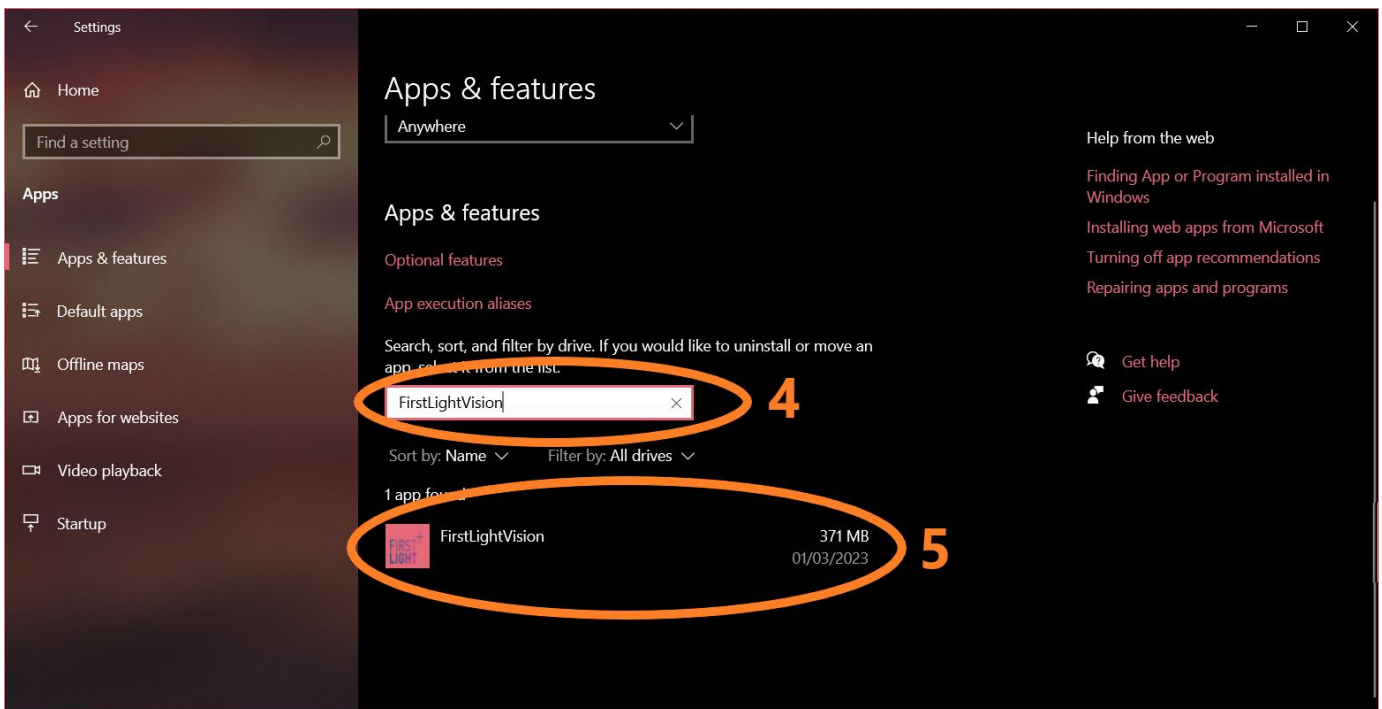 Settings
Home
Find a setting
Apps
Apps & features
Default apps
Offline maps
Apps for websites
Video playback
Startup
Apps & features
Anywhere
Apps & features
Optional features
App execution aliases
Search, sort, and filter by drive. If you would like to uninstall or move an
app, select it from the list.
FirstLightVision
4
Sort by: Name
Filter by: All drives
1 app found
FIRST
LIGHT
FirstLightVision
371 MB
01/03/2023
5
Help from the web
Finding App or Program installed in
Windows
Installing web apps from Microsoft
Turning off app recommendations
Repairing apps and programs
Get help
Give feedback